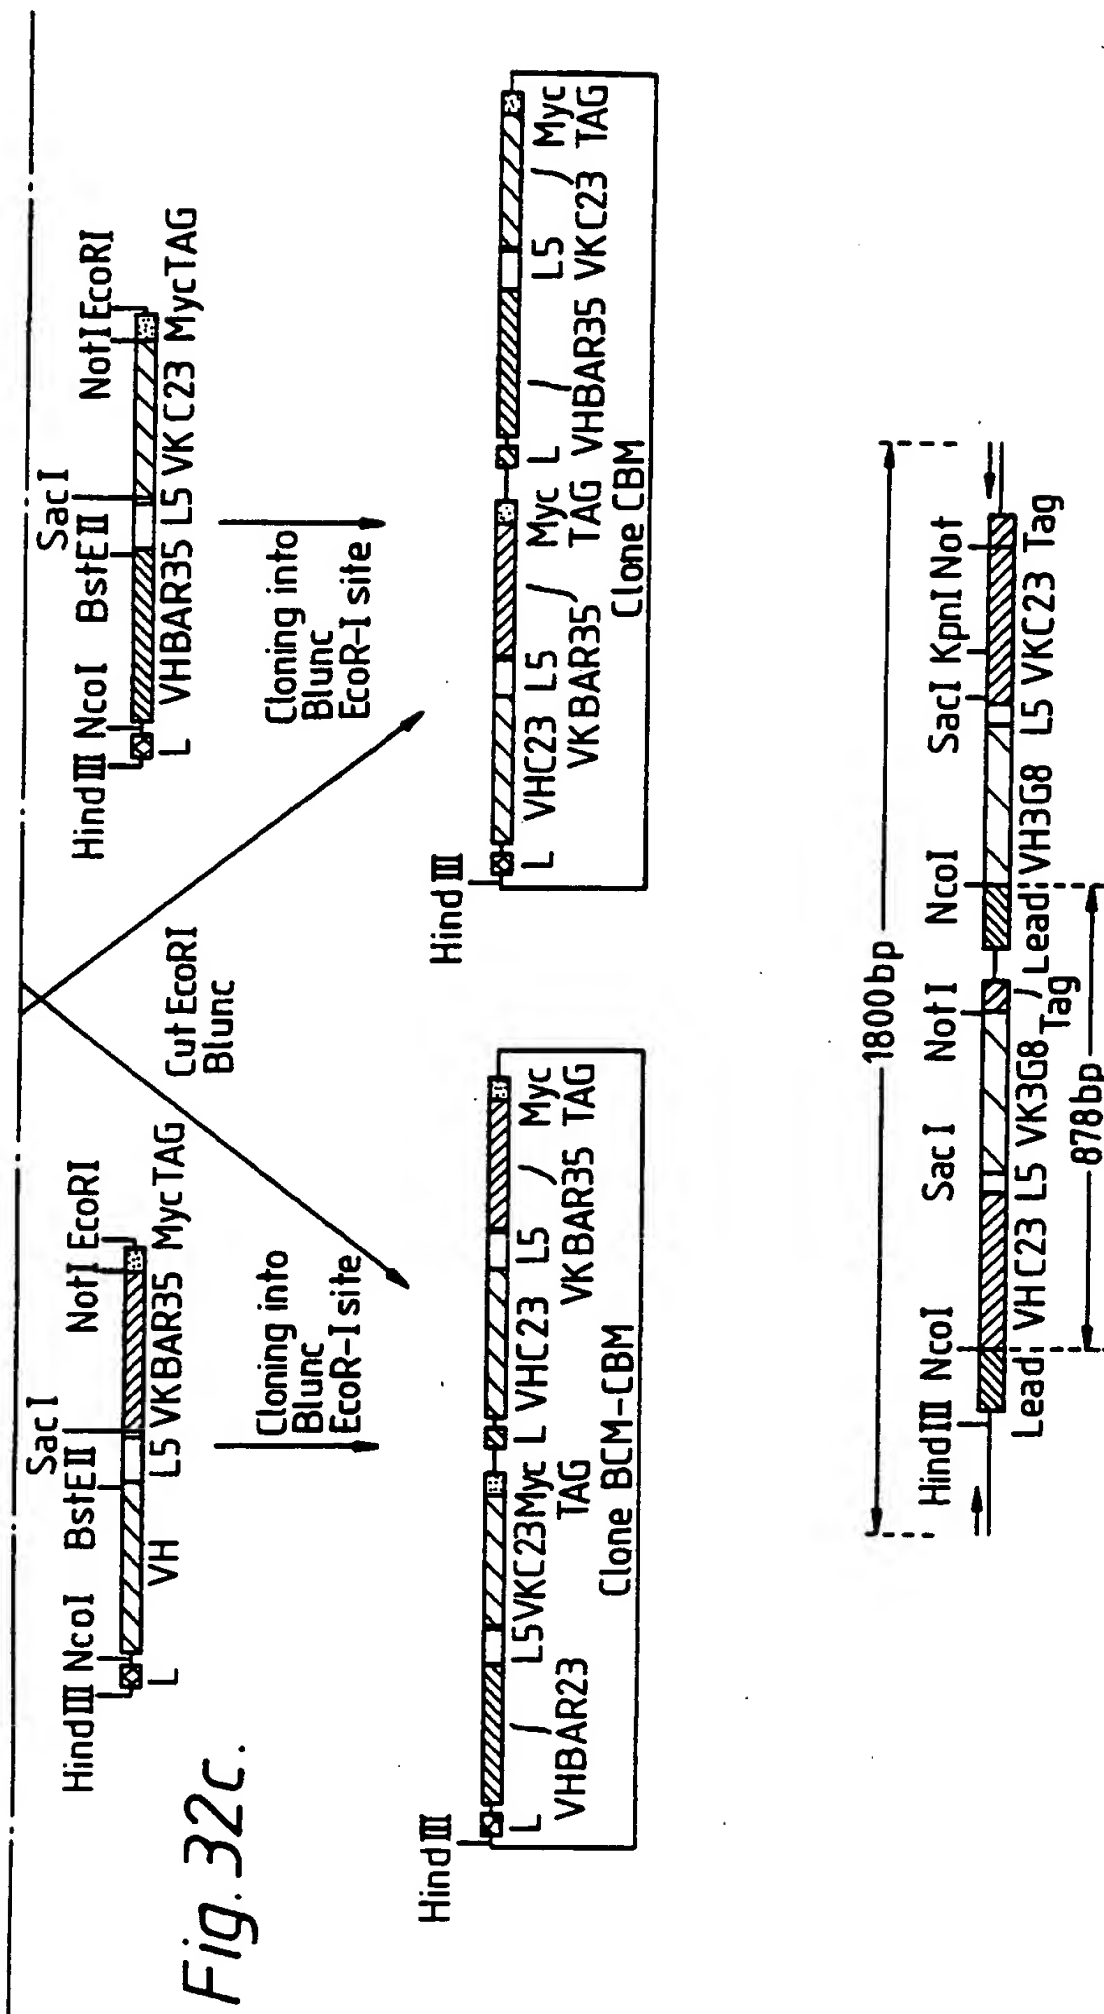 Fig. 32c.
SacI
HindIII NcoI BstEII NotI EcoRI
L VH L5 VKBAR35 MycTAG
SacI
HindIII NcoI BstEII NotI EcoRI
L VHBAR35 L5 VKC23 MycTAG
Cloning into
Blunc
EcoR-I site
Cut EcoRI
Blunc
Cloning into
Blunc
EcoR-I site
HindIII
L L5VKC23Myc L VHC23 L5 Myc
VHBAR23 TAG VKBAR35 TAG
Clone BCM-CBM
HindIII
L VHC23 L5 Myc L L5 Myc
VKBAR35 TAG VHBAR35 VKC23 TAG
Clone CBM
1800bp
HindIII NcoI SacI NotI NcoI SacI KpnI Not
Lead VHC23 L5 VK3G8 Tag Lead VH3G8 L5 VKC23 Tag
878bp